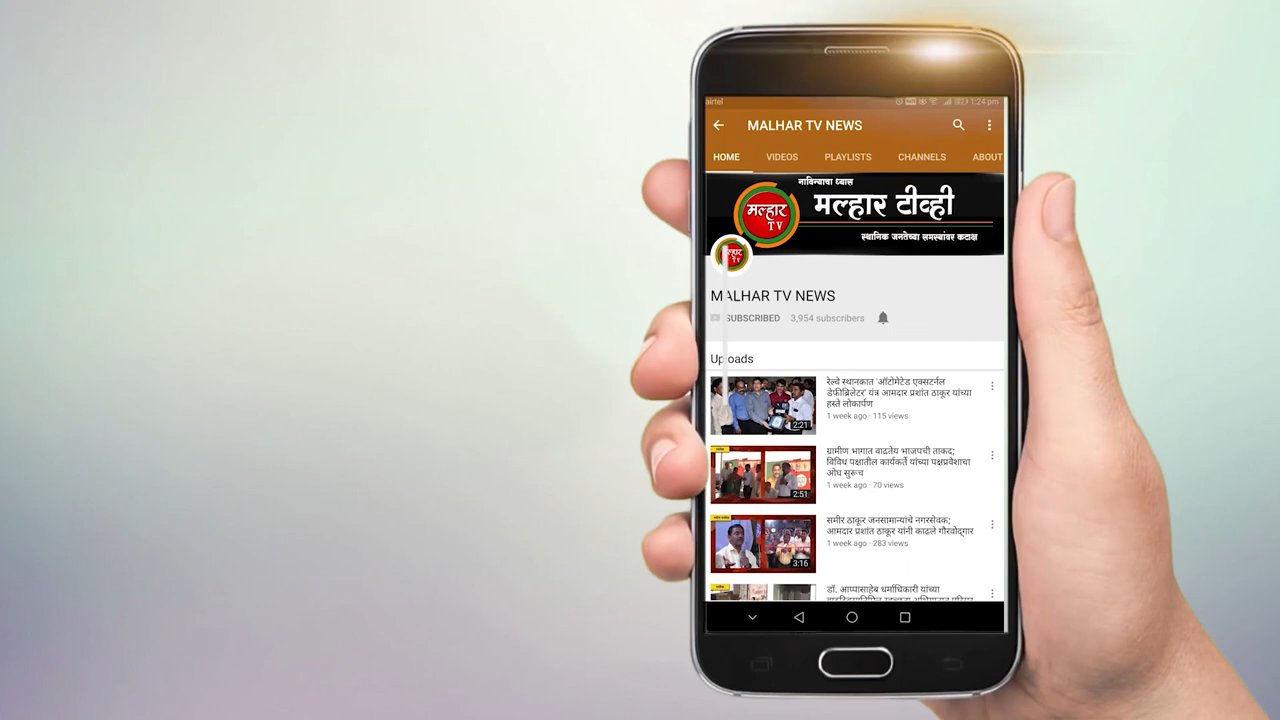 airtel
1:24 pm
MALHAR TV NEWS
HOME VIDEOS PLAYLISTS CHANNELS ABOUT
नाविन्याचा ध्यास
मल्हार टीव्ही
मल्हार
TV
स्थानिक जनतेच्या समस्यांवर कटाक्ष
मल्हार
TV
MALHAR TV NEWS
SUBSCRIBED 3,954 subscribers
Uploads
रेल्वे स्थानकात 'ऑटोमेटेड एक्सटर्नल
डेफीब्रिलेटर' यंत्र आमदार प्रशांत ठाकूर यांच्या
हस्ते लोकार्पण
1 week ago · 115 views
2:21
ग्रामीण भागात वाढतेय भाजपची ताकद;
विविध पक्षातील कार्यकर्ते यांच्या पक्षप्रवेशाचा
ओघ सुरूच
1 week ago · 70 views
2:51
समीर ठाकूर जनसामान्यांचे नगरसेवक;
आमदार प्रशांत ठाकूर यांनी काढले गौरवोद्गार
1 week ago · 283 views
3:16
डॉ. आप्पासाहेब धर्माधिकारी यांच्या